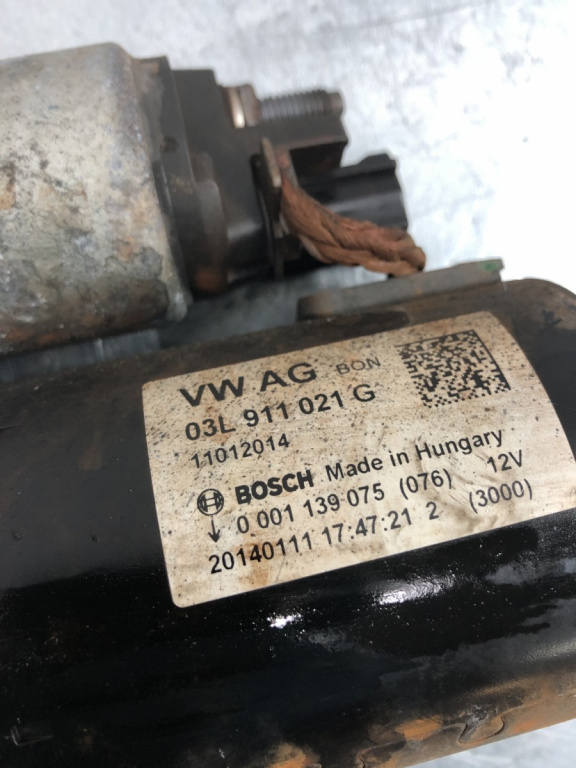 VW AG BON
03L 911 021 G
11012014
BOSCH Made in Hungary
0 001 139 075 (076) 12V
20140111 17:47:21 2 (3000)